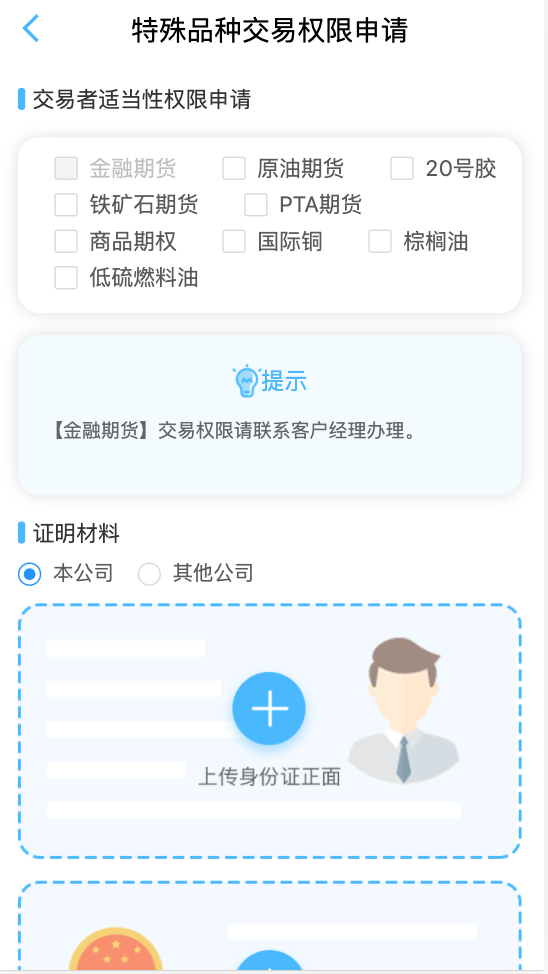 特殊品种交易权限申请
交易者适当性权限申请
金融期货 原油期货 20号胶
铁矿石期货 PTA期货
商品期权 国际铜 棕榈油
低硫燃料油
提示
【金融期货】交易权限请联系客户经理办理。
证明材料
本公司 其他公司
上传身份证正面